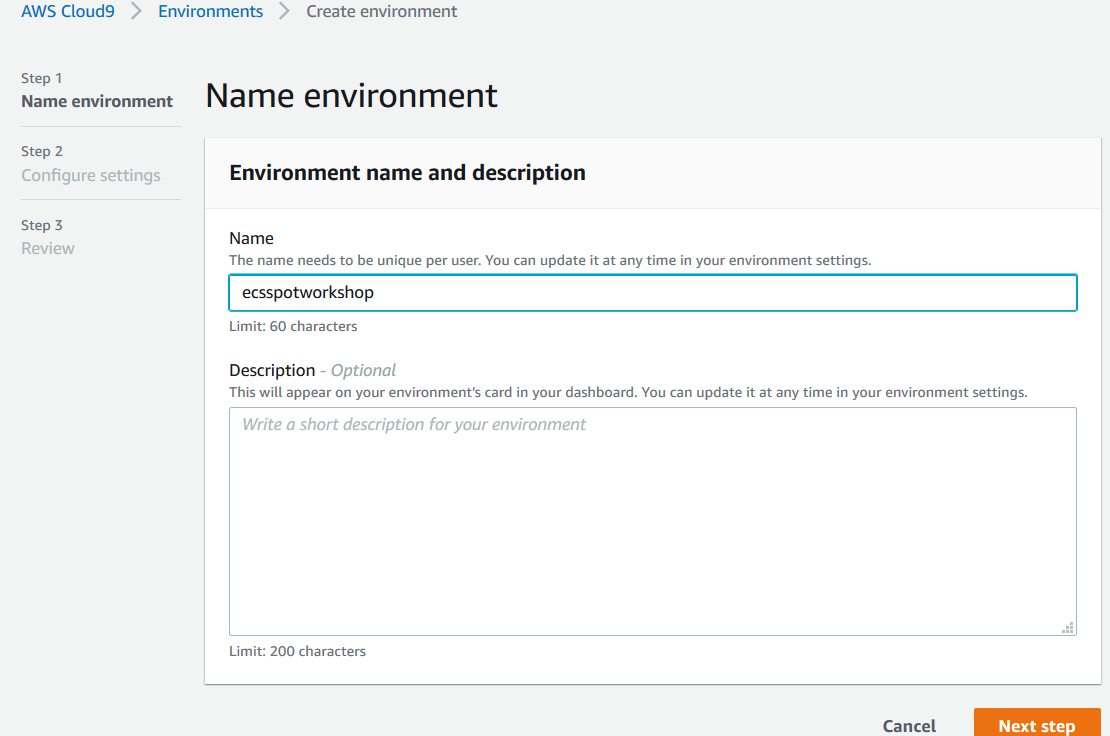 AWS Cloud9 > Environments > Create environment
Step 1
Name environment
Step 2
Configure settings
Step 3
Review
Name environment
Environment name and description
Name
The name needs to be unique per user. You can update it at any time in your environment settings.
ecsspotworkshop
Limit: 60 characters
Description - Optional
This will appear on your environment's card in your dashboard. You can update it at any time in your environment settings.
Write a short description for your environment
Limit: 200 characters
Cancel
Next step